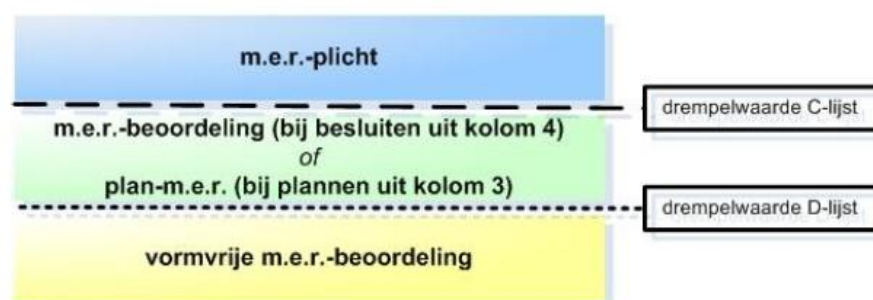 m.e.r.-plicht
drempelwaarde C-lijst
m.e.r.-beoordeling (bij besluiten uit kolom 4)
of
plan-m.e.r. (bij plannen uit kolom 3)
drempelwaarde D-lijst
vormvrije m.e.r.-beoordeling